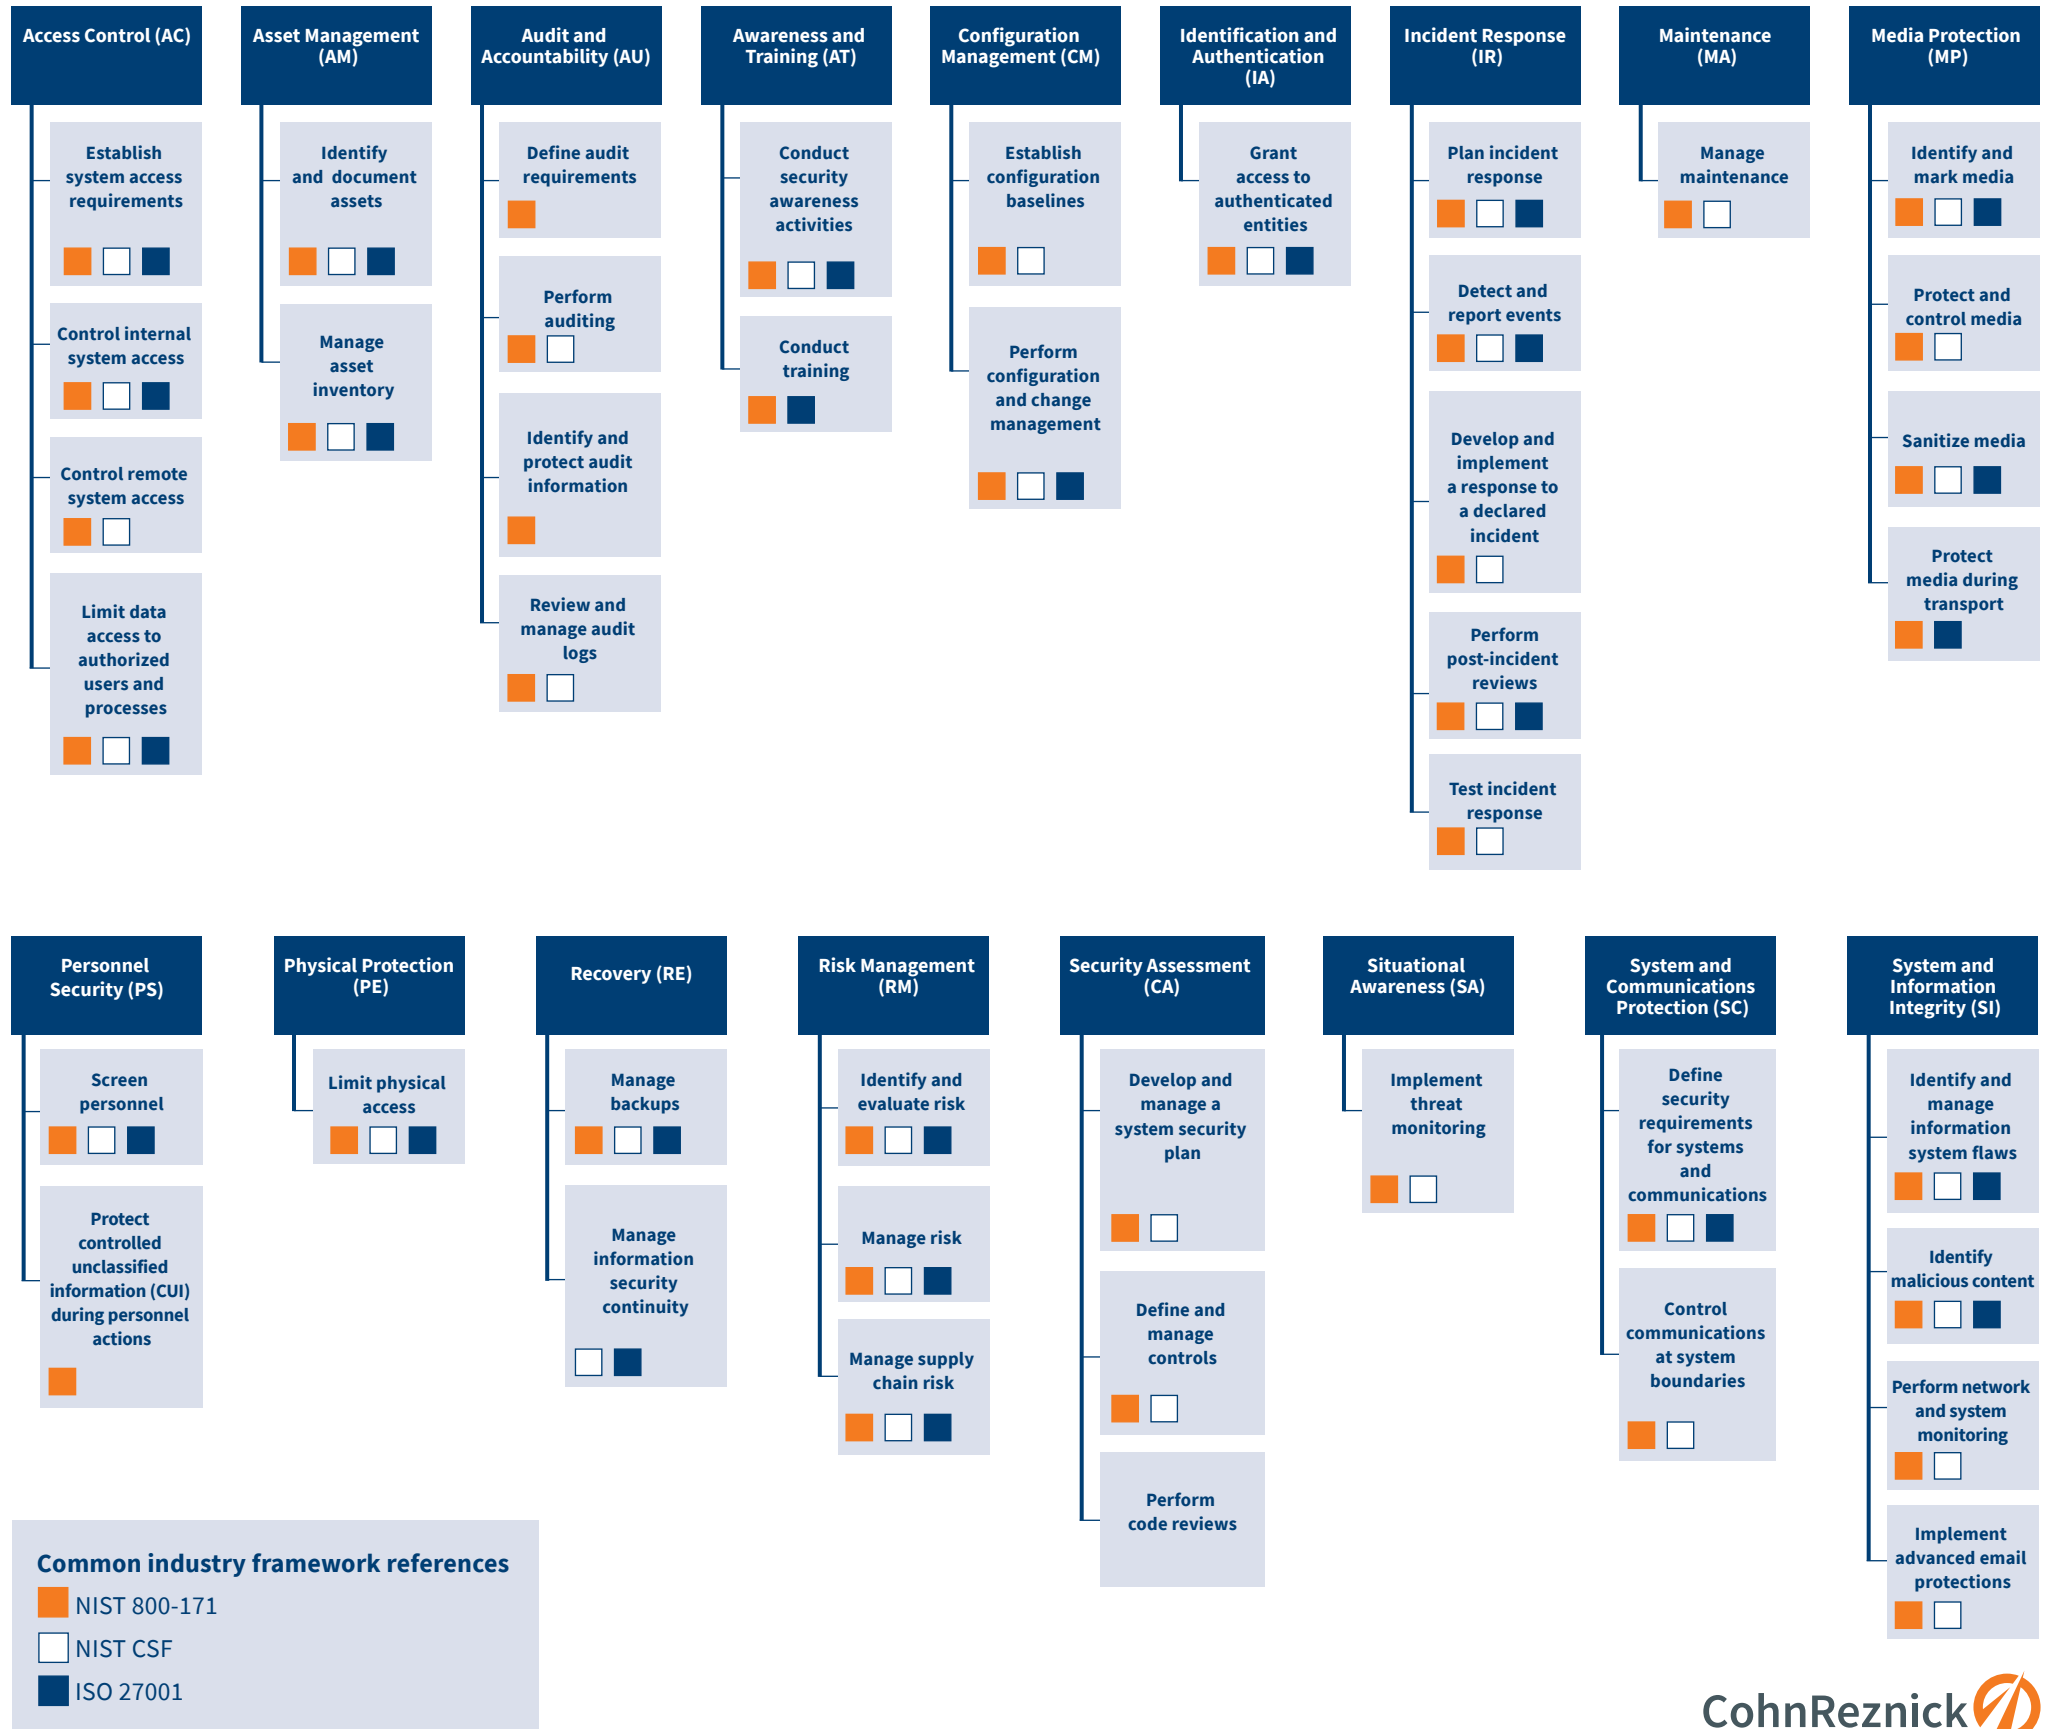 Access Control (AC)
Establish
system access
requirements
Control internal
system access
Control remote
system access
Limit data
access to
authorized
users and
processes
Asset Management
(AM)
Identify
and document
assets
Manage
asset
inventory
Audit and
Accountability (AU)
Define audit
requirements
Perform
auditing
Identify and
protect audit
information
Review and
manage audit
logs
Awareness and
Training (AT)
Conduct
security
awareness
activities
Conduct
training
Configuration
Management (CM)
Establish
configuration
baselines
Perform
configuration
and change
management
Identification and
Authentication
(IA)
Grant
access to
authenticated
entities
Incident Response
(IR)
Plan incident
response
Detect and
report events
Develop and
implement
a response to
a declared
incident
Perform
post-incident
reviews
Test incident
response
Maintenance
(MA)
Manage
maintenance
Media Protection
(MP)
Identify and
mark media
Protect and
control media
Sanitize media
Protect
media during
transport
Personnel
Security (PS)
Screen
personnel
Protect
controlled
unclassified
information (CUI)
during personnel
actions
Physical Protection
(PE)
Limit physical
access
Recovery (RE)
Manage
backups
Manage
information
security
continuity
Risk Management
(RM)
Identify and
evaluate risk
Manage risk
Manage supply
chain risk
Security Assessment
(CA)
Develop and
manage a
system security
plan
Define and
manage
controls
Perform
code reviews
Situational
Awareness (SA)
Implement
threat
monitoring
System and
Communications
Protection (SC)
Define
security
requirements
for systems
and
communications
Control
communications
at system
boundaries
System and
Information
Integrity (SI)
Identify and
manage
information
system flaws
Identify
malicious content
Perform network
and system
monitoring
Implement
advanced email
protections
Common industry framework references
NIST 800-171
NIST CSF
ISO 27001
CohnReznick